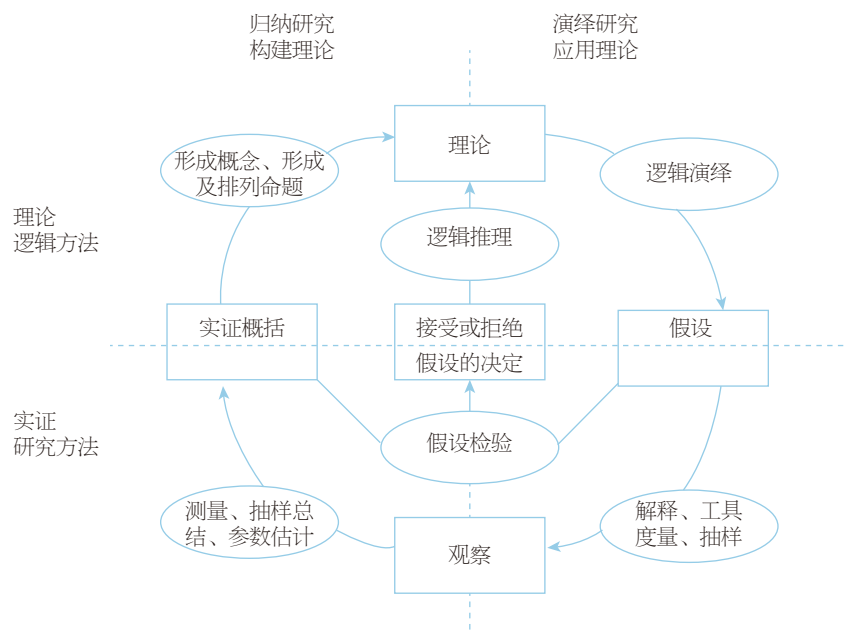 归纳研究
构建理论
演绎研究
应用理论
理论
形成概念、形成
及排列命题
逻辑演绎
理论
逻辑方法
逻辑推理
实证概括
接受或拒绝
假设的决定
假设
实证
研究方法
假设检验
测量、抽样总
结、参数估计
解释、工具
度量、抽样
观察